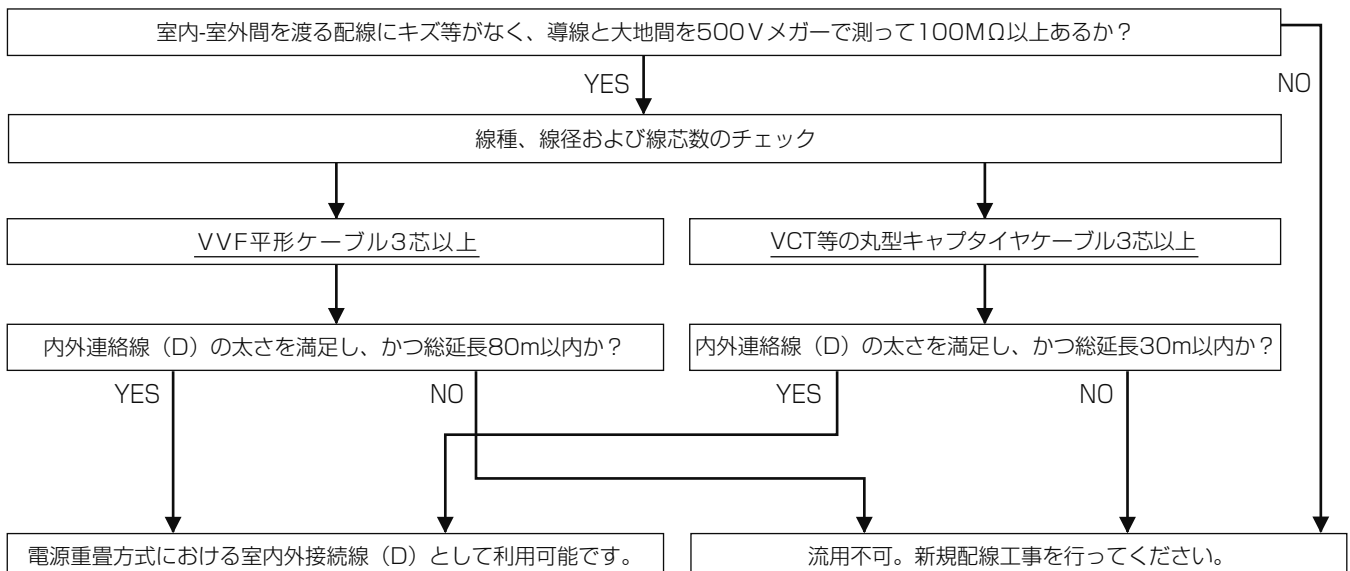 室内-室外間を渡る配線にキズ等がなく、導線と大地間を500Vメガーで測って100MΩ以上あるか？
YES
NO
線種、線径および線芯数のチェック
VVF平形ケーブル3芯以上
VCT等の丸型キャプタイヤケーブル3芯以上
内外連絡線（D）の太さを満足し、かつ総延長80m以内か？
内外連絡線（D）の太さを満足し、かつ総延長30m以内か？
YES
NO
YES
NO
電源重畳方式における室内外接続線（D）として利用可能です。
流用不可。新規配線工事を行ってください。